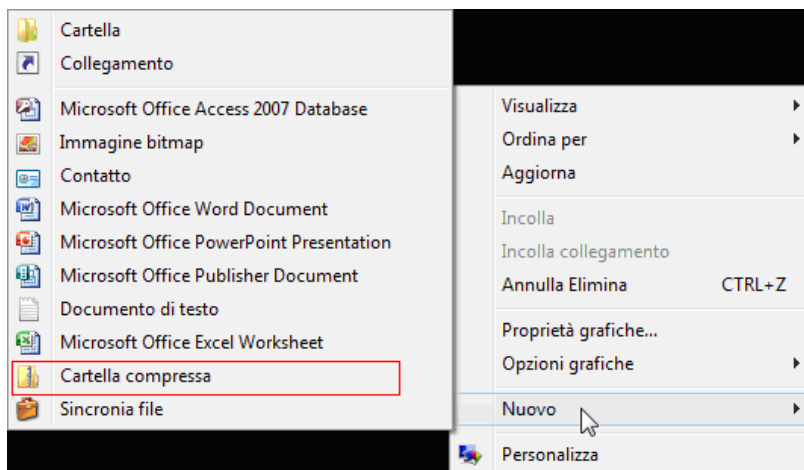 Cartella
Collegamento
Microsoft Office Access 2007 Database
Immagine bitmap
Contatto
Microsoft Office Word Document
Microsoft Office PowerPoint Presentation
Microsoft Office Publisher Document
Documento di testo
Microsoft Office Excel Worksheet
Cartella compressa
Sincronia file
Visualizza
Ordina per
Aggiorna
Incolla
Incolla collegamento
Annulla Elimina CTRL+Z
Proprietà grafiche...
Opzioni grafiche
Nuovo
Personalizza